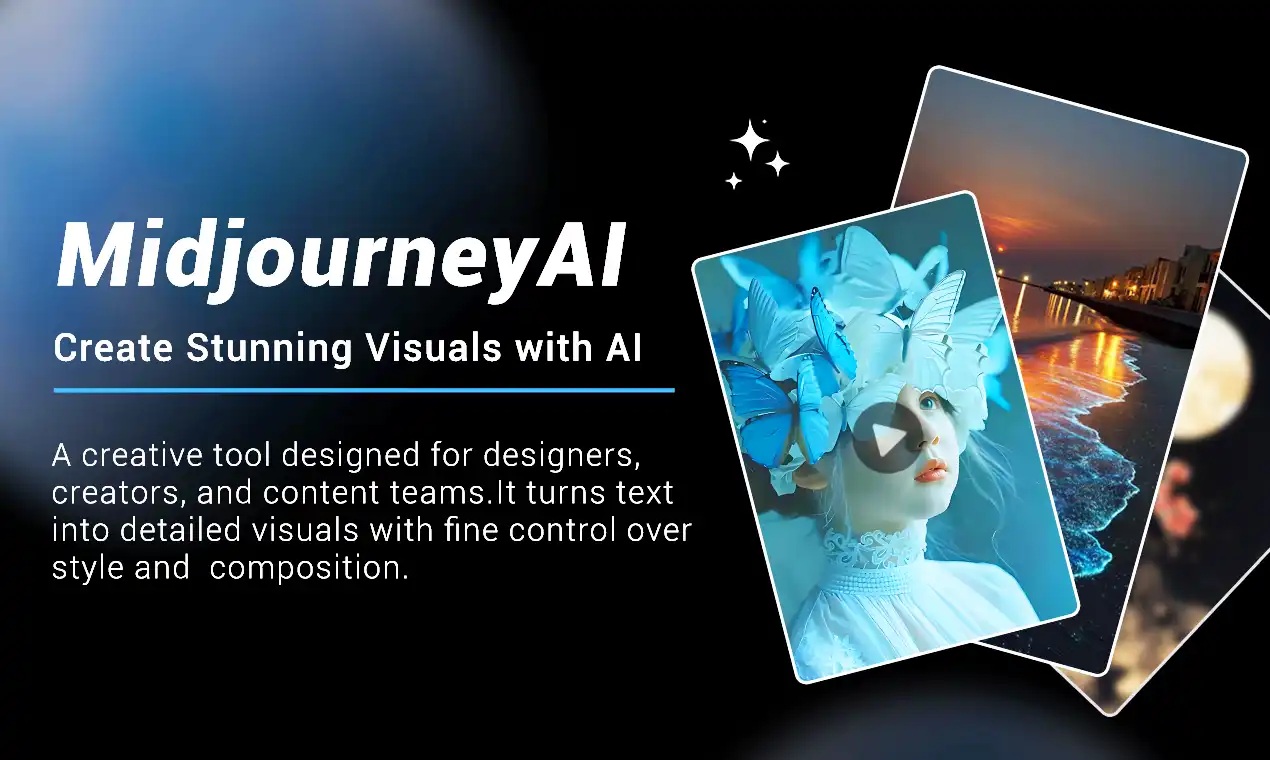 MidjourneyAI
Create Stunning Visuals with AI
A creative tool designed for designers,
creators, and content teams.It turns text
into detailed visuals with fine control over
style and  composition.